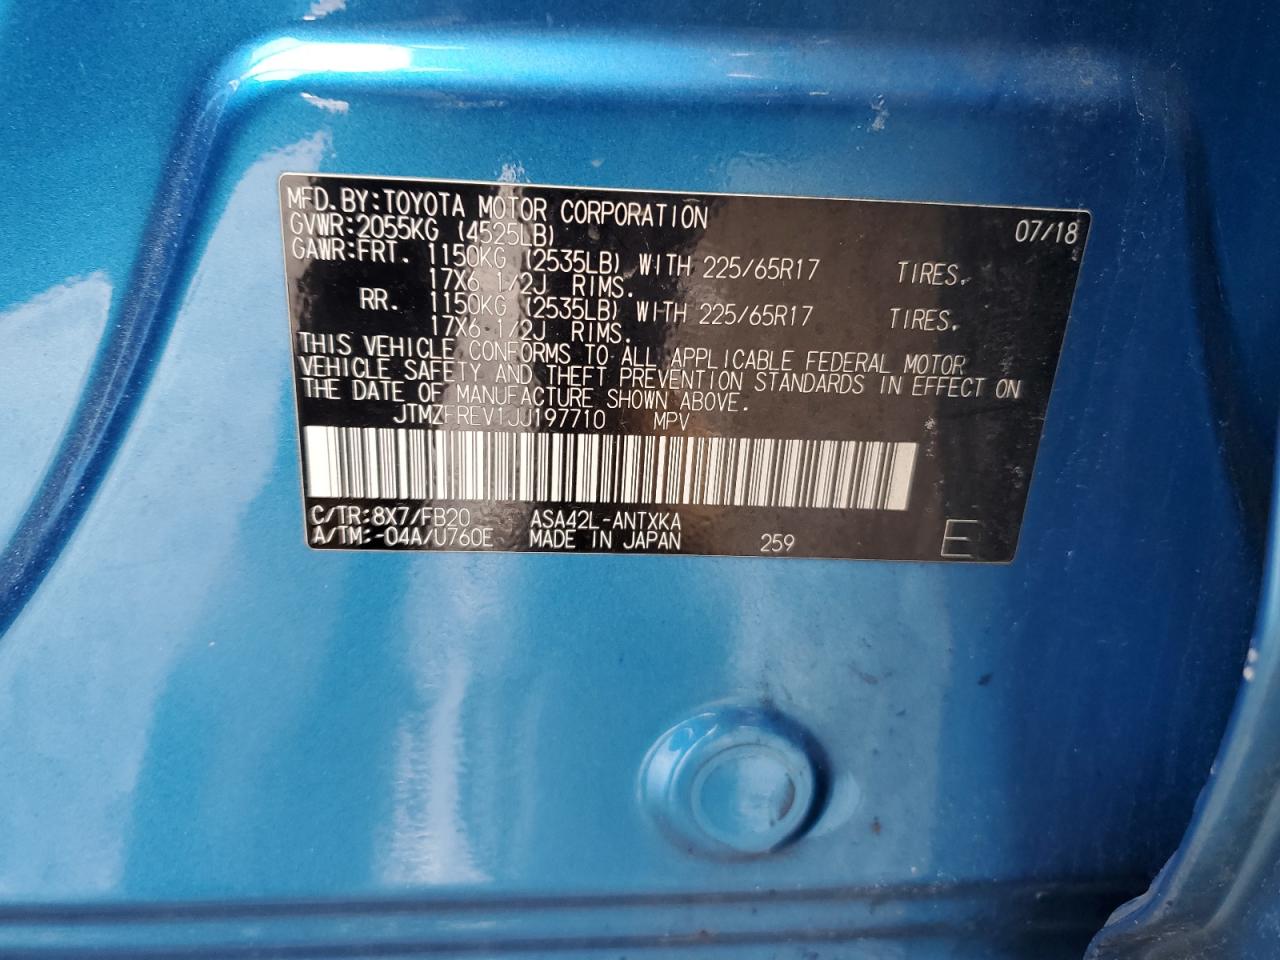 MFD. BY: TOYOTA MOTOR CORPORATION 07/18
GVWR: 2055KG (4525LB)
GAWR: FRT. 1150KG (2535LB) WITH 225/65R17 TIRES.
17X6 1/2J RIMS.
RR. 1150KG (2535LB) WITH 225/65R17 TIRES.
17X6 1/2J RIMS.
THIS VEHICLE CONFORMS TO ALL APPLICABLE FEDERAL MOTOR
VEHICLE SAFETY AND THEFT PREVENTION STANDARDS IN EFFECT ON
THE DATE OF MANUFACTURE SHOWN ABOVE.
JTMZFREV1JJ197710 MPV
C/TR: 8X7/FB20 ASA42L-ANTXKA
A/TM: -04A/U760E MADE IN JAPAN 259 E